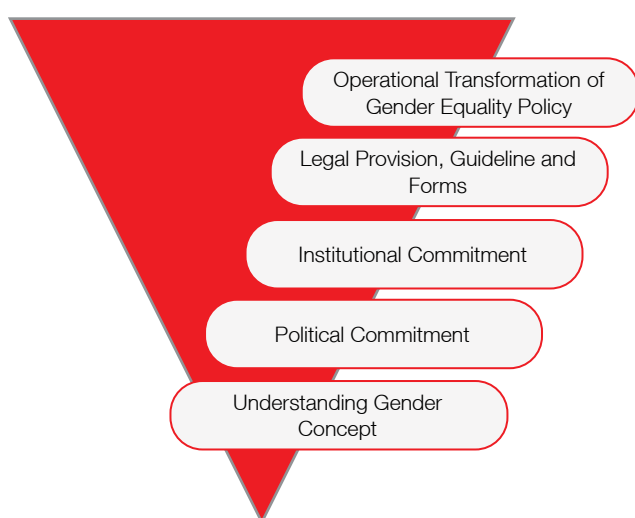 Operational Transformation of
Gender Equality Policy
Legal Provision, Guideline and
Forms
Institutional Commitment
Political Commitment
Understanding Gender
Concept